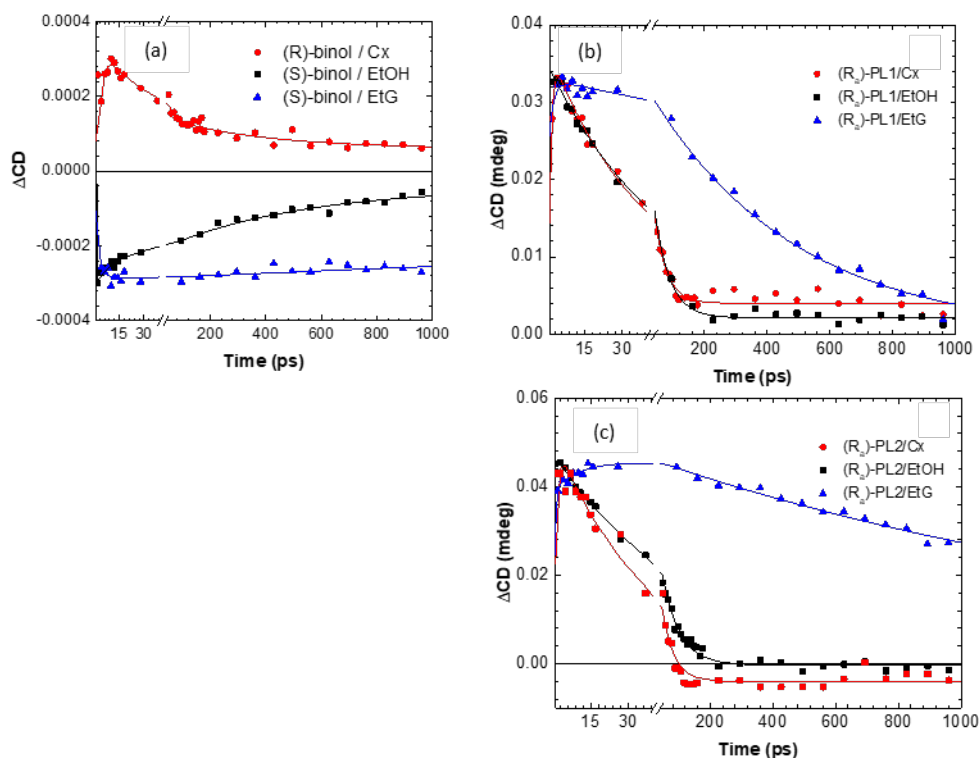 (a)
(R)-binol / Cx
(S)-binol / EtOH
(S)-binol / EtG
0.0004
0.0002
0.0000
-0.0002
-0.0004
ΔCD
15 30 200 400 600 800 1000
Time (ps)
(b)
(Ra)-PL1/Cx
(Ra)-PL1/EtOH
(Ra)-PL1/EtG
0.04
0.03
0.02
0.01
0.00
ΔCD (mdeg)
15 30 200 400 600 800 1000
Time (ps)
(c)
(Ra)-PL2/Cx
(Ra)-PL2/EtOH
(Ra)-PL2/EtG
0.06
0.04
0.02
0.00
ΔCD (mdeg)
15 30 200 400 600 800 1000
Time (ps)